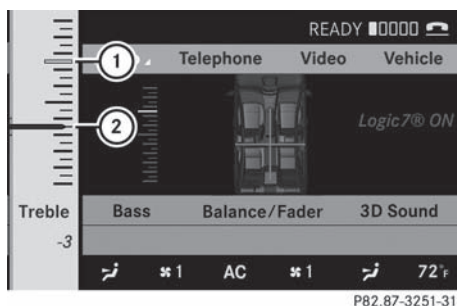 READY
1 Telephone Video Vehicle
2
Logic7® ON
Treble Bass Balance/Fader 3D Sound
-3
1 AC 1 72°F
P82.87-3251-31